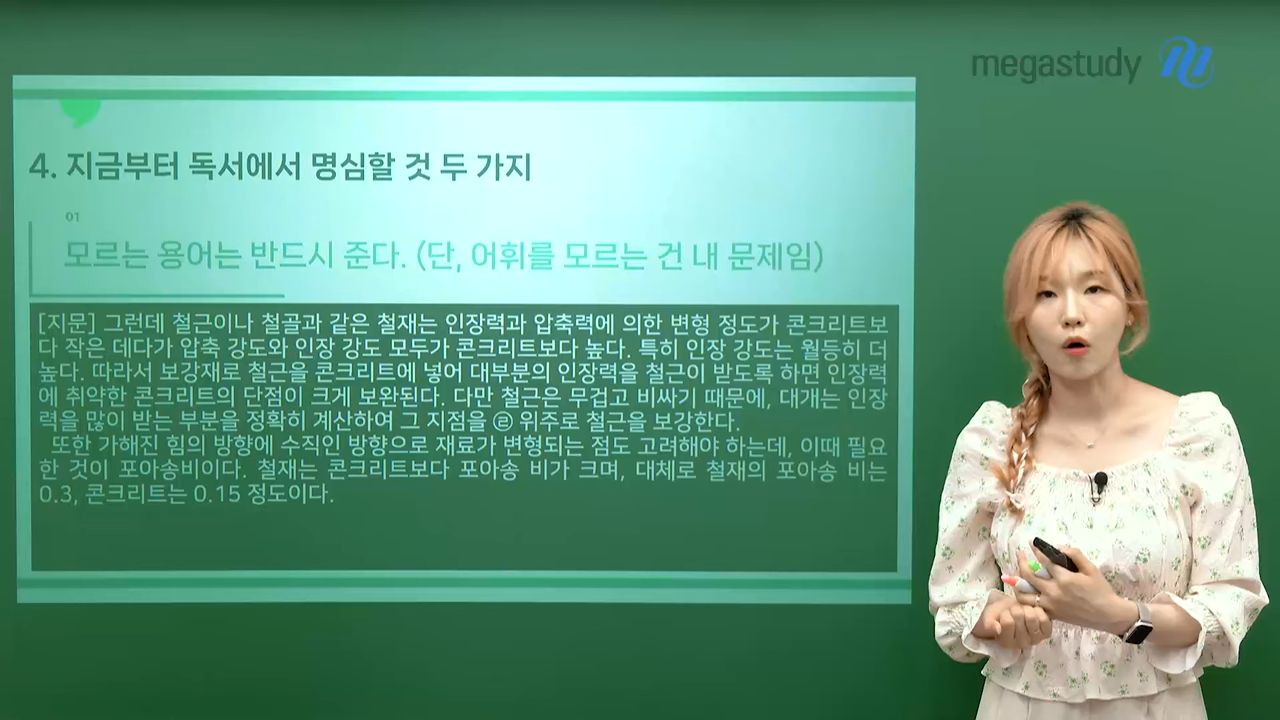 megastudy
4. 지금부터 독서에서 명심할 것 두 가지
01
모르는 용어는 반드시 준다. (단, 어휘를 모르는 건 내 문제임)
[지문] 그런데 철근이나 철골과 같은 철재는 인장력과 압축력에 의한 변형 정도가 콘크리트보
다 작은 데다가 압축 강도와 인장 강도 모두가 콘크리트보다 높다. 특히 인장 강도는 월등히 더
높다. 따라서 보강재로 철근을 콘크리트에 넣어 대부분의 인장력을 철근이 받도록 하면 인장력
에 취약한 콘크리트의 단점이 크게 보완된다. 다만 철근은 무겁고 비싸기 때문에, 대개는 인장
력을 많이 받는 부분을 정확히 계산하여 그 지점을 ㉣ 위주로 철근을 보강한다.
또한 가해진 힘의 방향에 수직인 방향으로 재료가 변형되는 점도 고려해야 하는데, 이때 필요
한 것이 포아송비이다. 철재는 콘크리트보다 포아송 비가 크며, 대체로 철재의 포아송 비는
0.3, 콘크리트는 0.15 정도이다.